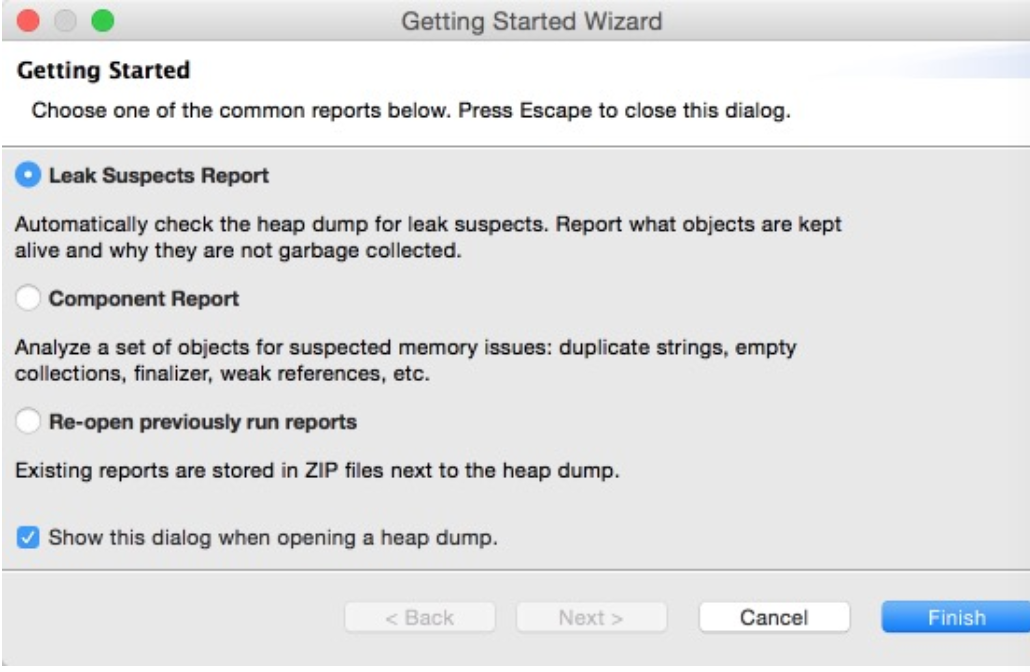 Getting Started Wizard
Getting Started
Choose one of the common reports below. Press Escape to close this dialog.
Leak Suspects Report
Automatically check the heap dump for leak suspects. Report what objects are kept
alive and why they are not garbage collected.
Component Report
Analyze a set of objects for suspected memory issues: duplicate strings, empty
collections, finalizer, weak references, etc.
Re-open previously run reports
Existing reports are stored in ZIP files next to the heap dump.
Show this dialog when opening a heap dump.
< Back Next > Cancel Finish